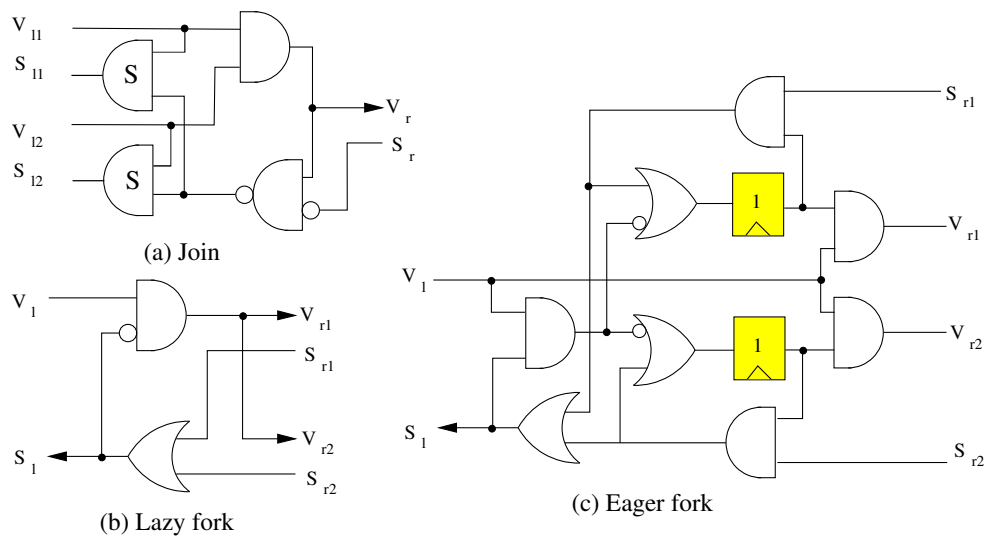 V l1
S l1
S
V l2
S l2
S
V r
S r
(a) Join
V l
V r1
S r1
V r2
S l
S r2
(b) Lazy fork
S r1
1
V r1
V l
1
V r2
S l
S r2
(c) Eager fork